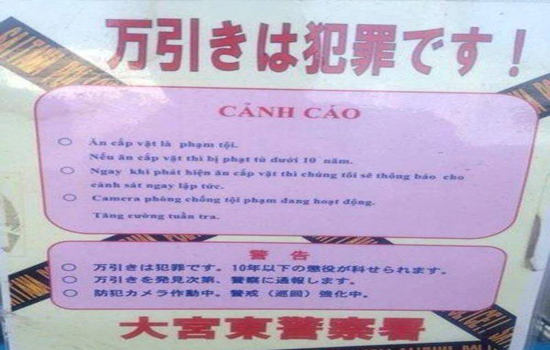 万引きは犯罪です!
CẢNH CÁO
○ Ăn cắp vặt là phạm tội.
Nếu ăn cắp vặt thì bị phạt tù dưới 10 năm.
○ Ngay khi phát hiện ăn cắp vặt thì chúng tôi sẽ thông báo cho
cảnh sát ngay lập tức.
○ Camera phòng chống tội phạm đang hoạt động.
Tăng cường tuần tra.
警告
○ 万引きは犯罪です。10年以下の懲役が科せられます。
○ 万引きを発見次第、警察に通報します。
○ 防犯カメラ作動中。警戒（巡回）強化中。
大宮東警察署